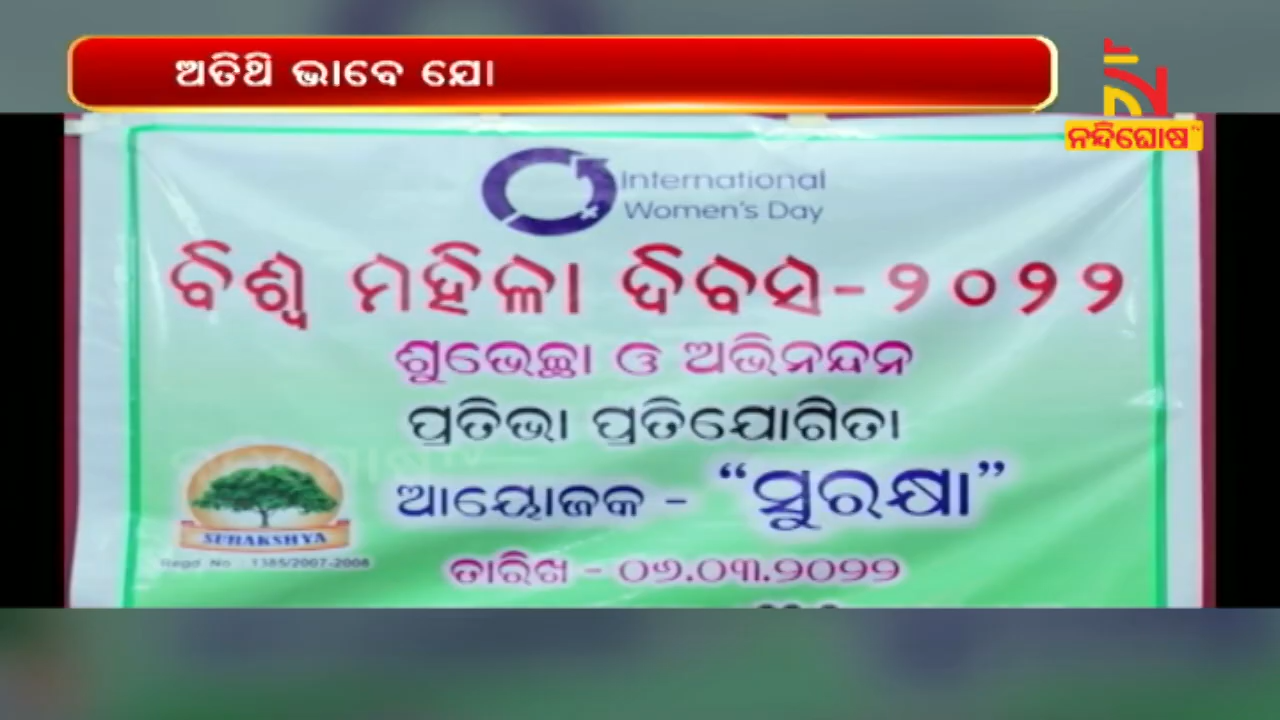 ଅତିଥି ଭାବେ ଯୋ
ନନ୍ଦିଘୋଷ TV
International
Women's Day
ବିଶ୍ୱ ମହିଳା ଦିବସ-୨୦୨୨
ଶୁଭେଚ୍ଛା ଓ ଅଭିନନ୍ଦନ
ପ୍ରତିଭା ପ୍ରତିଯୋଗିତା
ଆୟୋଜକ - "ସୁରକ୍ଷା"
SURAKSHYA
Regd No : 1385/2007-2008
ତାରିଖ - ୦୬.୦୩.୨୦୨୨